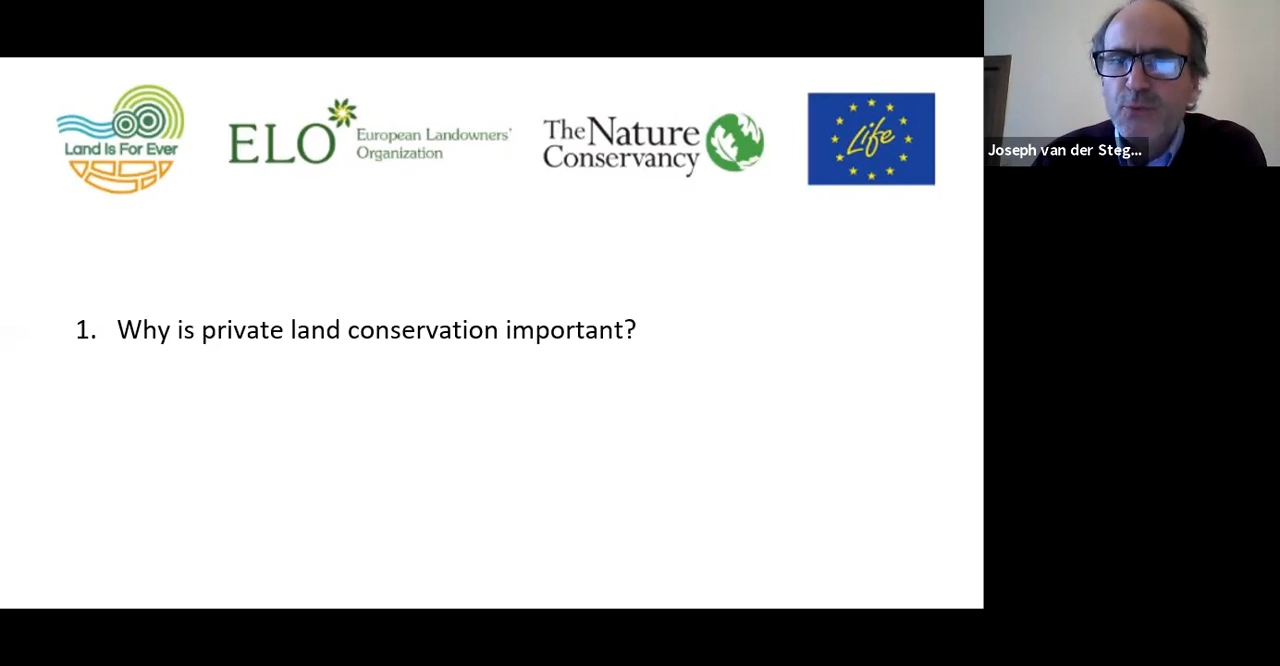 Land Is For Ever
ELO
European Landowners'
Organization
The Nature
Conservancy
Life
Joseph van der Steg...
1. Why is private land conservation important?